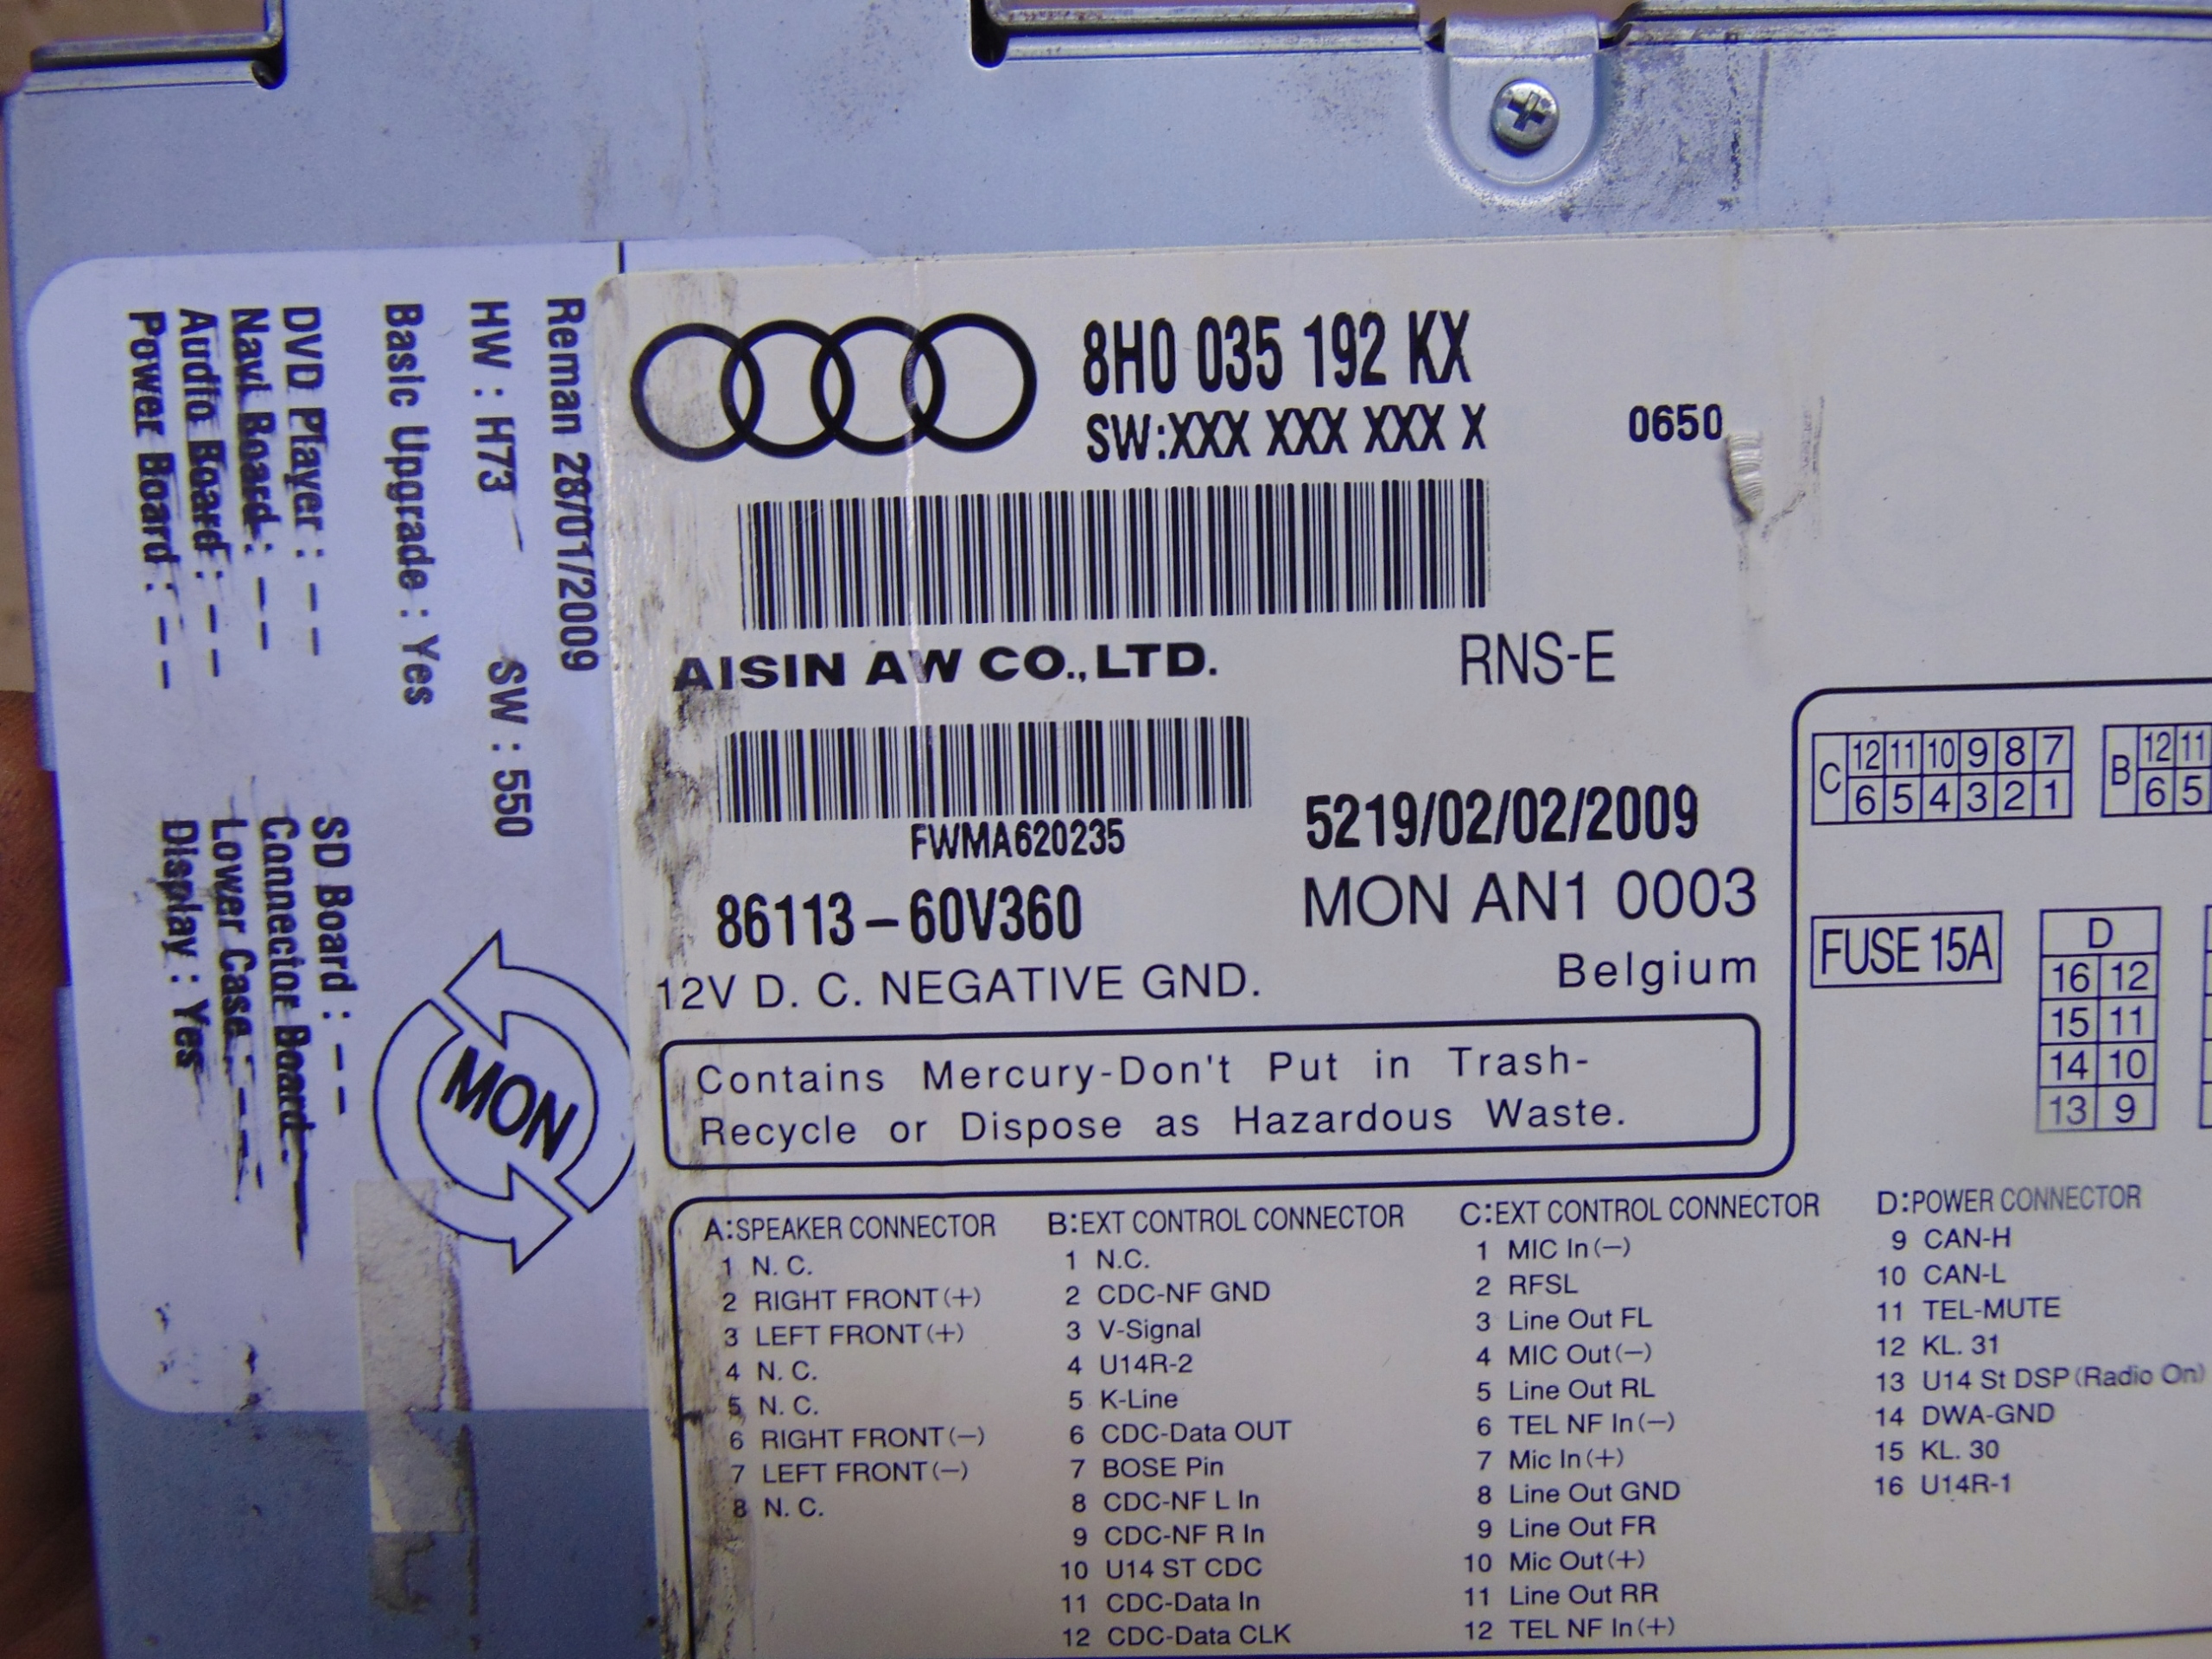 Reman 28/01/2009
HW : H73 SW : 550
Basic Upgrade : Yes
DVD Player : -- SD Board : --
Navi Board : -- Connector Board
Audio Board : -- Lower Case : --
Power Board : -- Display : Yes
MON
8H0 035 192 KX
SW:XXX XXX XXX X
0650
AISIN AW CO.,LTD.
RNS-E
FWMA620235
5219/02/02/2009
86113-60V360
MON AN1 0003
12V D. C. NEGATIVE GND.
Belgium
Contains Mercury-Don't Put in Trash-
Recycle or Dispose as Hazardous Waste.
C 12 11 10 9 8 7
6 5 4 3 2 1
B 12 11
6 5
FUSE 15A
D
16 12
15 11
14 10
13 9
A:SPEAKER CONNECTOR
1 N. C.
2 RIGHT FRONT(+)
3 LEFT FRONT(+)
4 N. C.
5 N. C.
6 RIGHT FRONT(−)
7 LEFT FRONT(−)
8 N. C.
B:EXT CONTROL CONNECTOR
1 N.C.
2 CDC-NF GND
3 V-Signal
4 U14R-2
5 K-Line
6 CDC-Data OUT
7 BOSE Pin
8 CDC-NF L In
9 CDC-NF R In
10 U14 ST CDC
11 CDC-Data In
12 CDC-Data CLK
C:EXT CONTROL CONNECTOR
1 MIC In(−)
2 RFSL
3 Line Out FL
4 MIC Out(−)
5 Line Out RL
6 TEL NF In(−)
7 Mic In(+)
8 Line Out GND
9 Line Out FR
10 Mic Out(+)
11 Line Out RR
12 TEL NF In(+)
D:POWER CONNECTOR
9 CAN-H
10 CAN-L
11 TEL-MUTE
12 KL. 31
13 U14 St DSP(Radio On)
14 DWA-GND
15 KL. 30
16 U14R-1